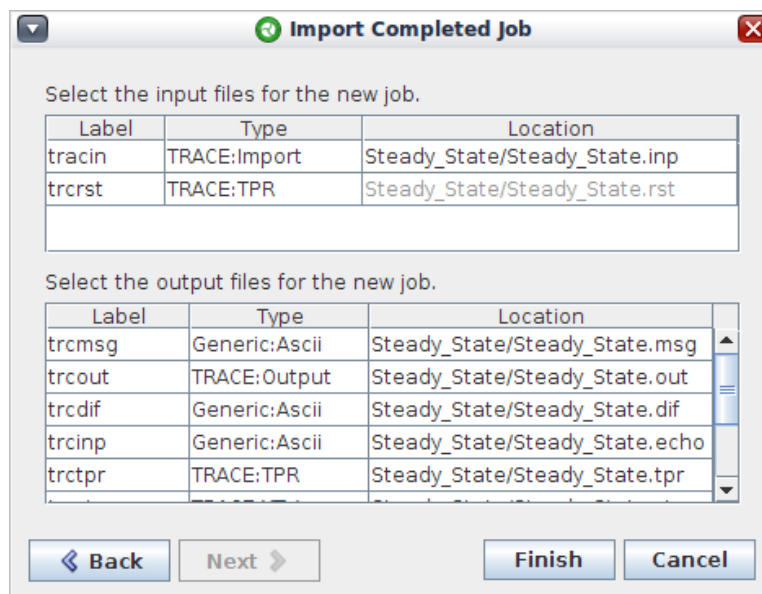 Import Completed Job
Select the input files for the new job.
Label Type Location
tracin TRACE:Import Steady_State/Steady_State.inp
trcrst TRACE:TPR Steady_State/Steady_State.rst
Select the output files for the new job.
Label Type Location
trcmsg Generic:Ascii Steady_State/Steady_State.msg
trcout TRACE:Output Steady_State/Steady_State.out
trcdif Generic:Ascii Steady_State/Steady_State.dif
trcinp Generic:Ascii Steady_State/Steady_State.echo
trctpr TRACE:TPR Steady_State/Steady_State.tpr
Back Next Finish Cancel